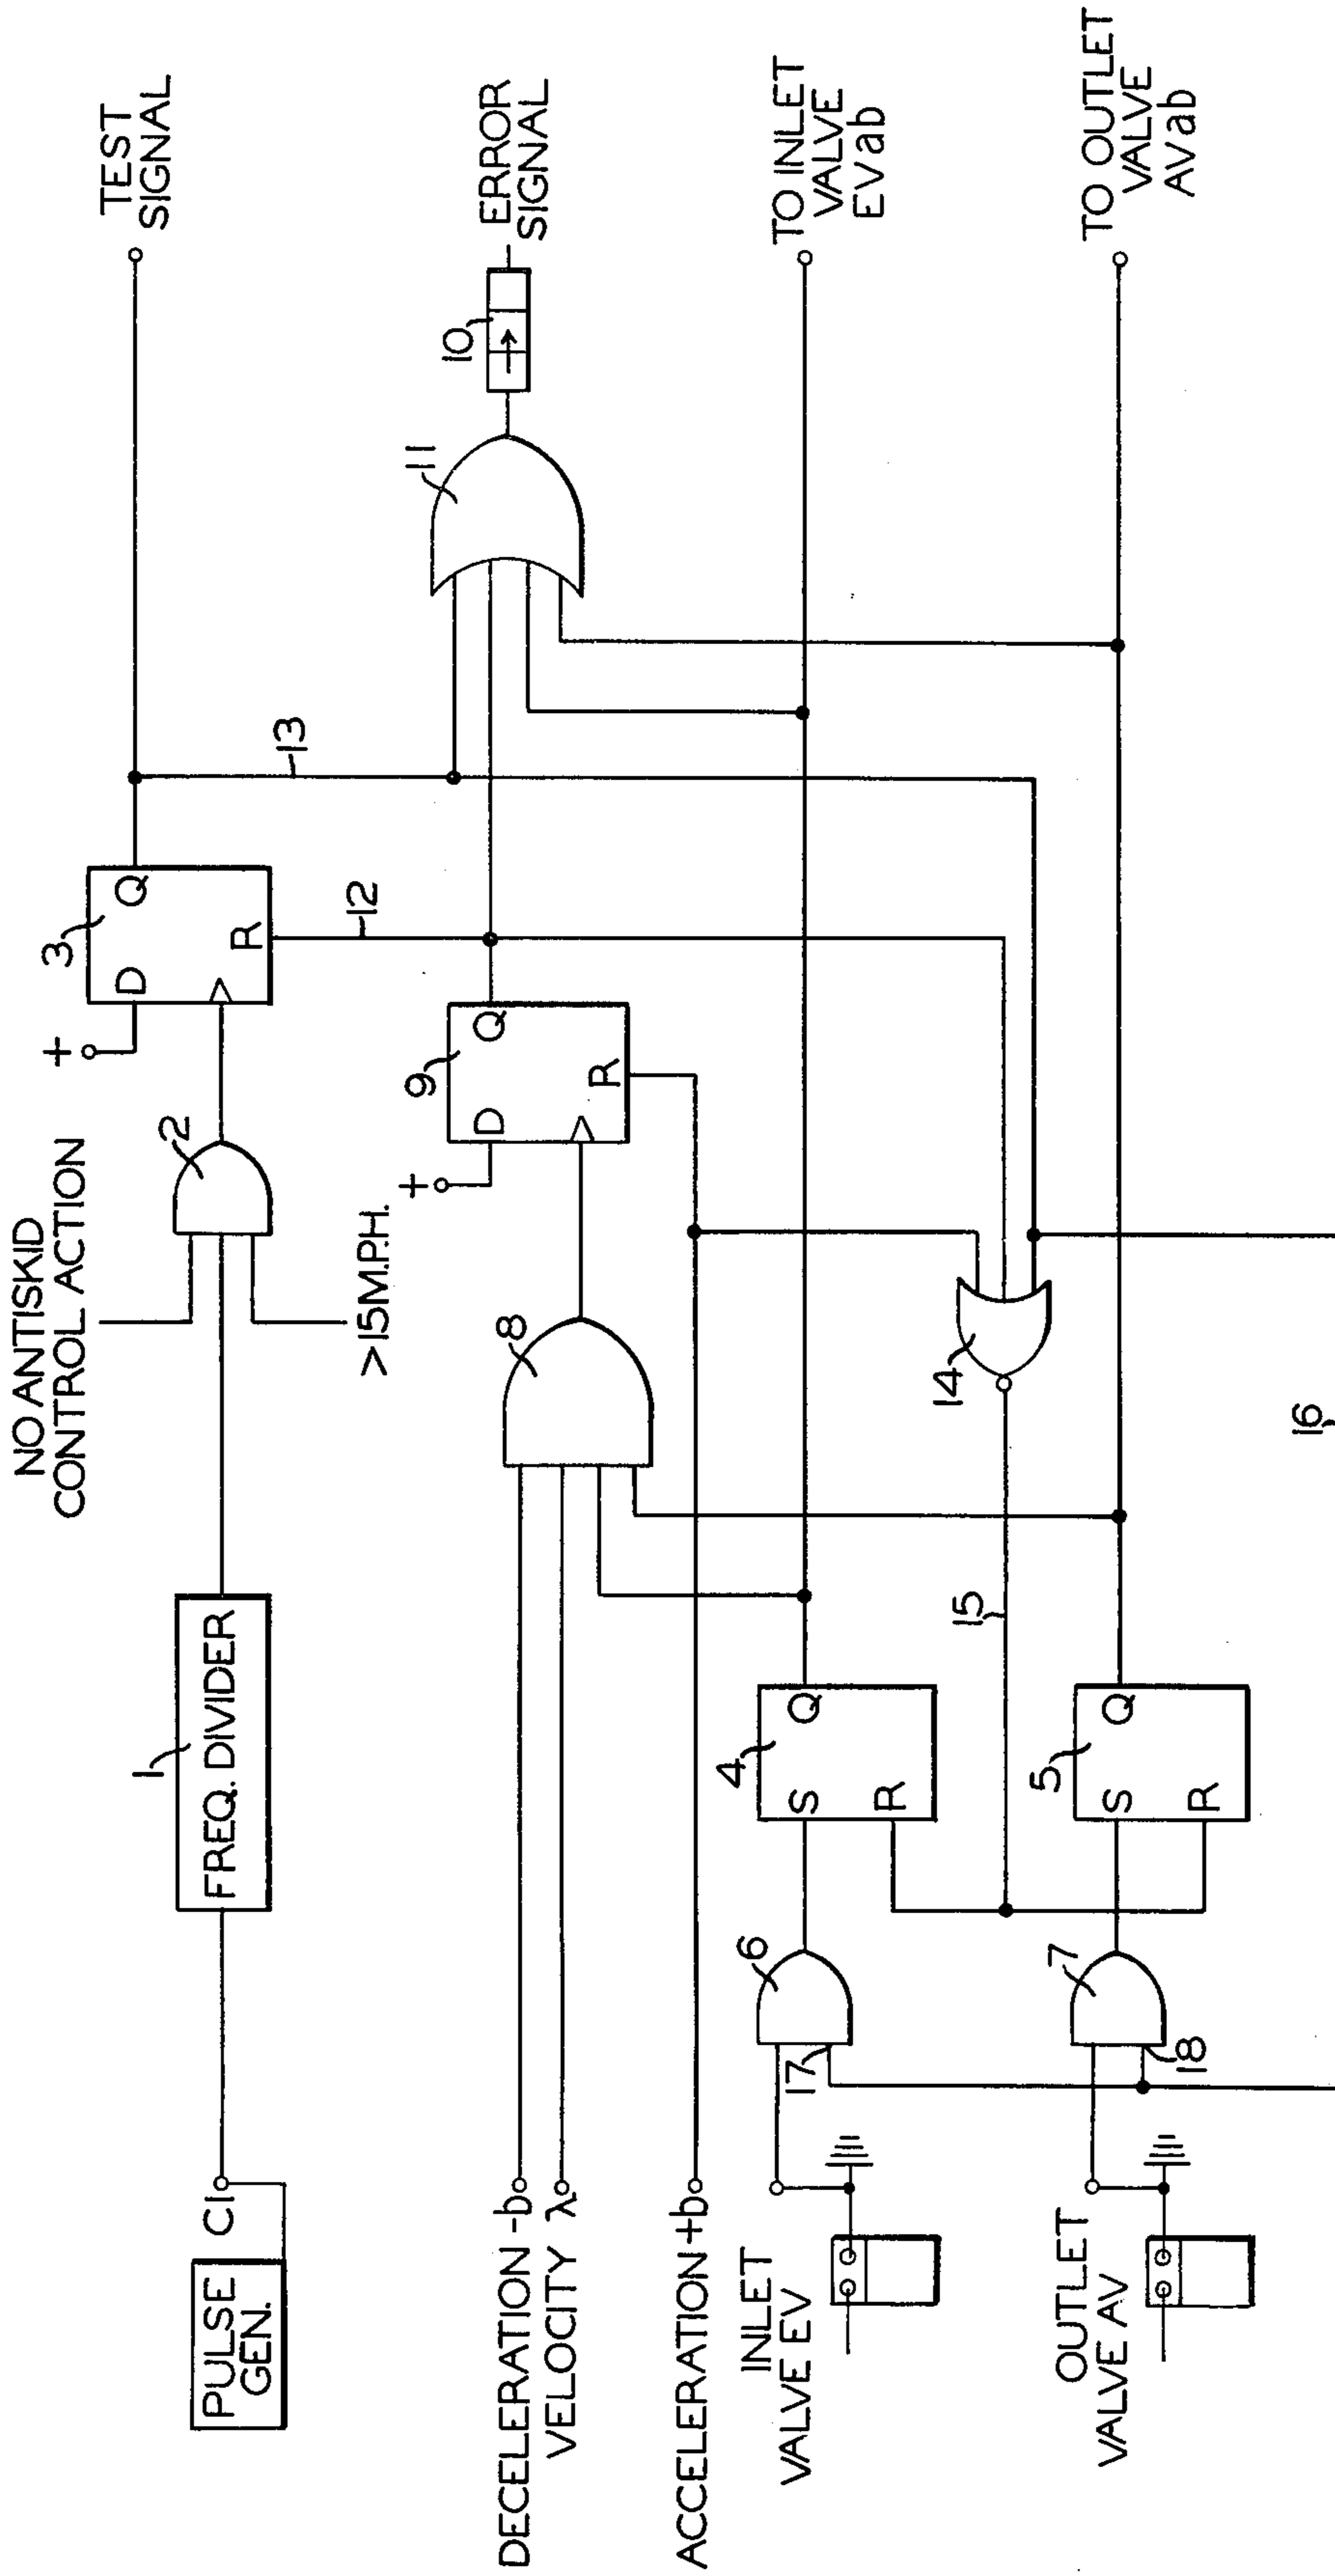 NO ANTISKID
CONTROL ACTION
TEST
SIGNAL
PULSE
GEN.
C1
1
FREQ. DIVIDER
2
>15 M.P.H.
+
3
D
Q
R
12
13
ERROR
SIGNAL
10
11
+
9
D
Q
R
8
DECELERATION -b
VELOCITY λ
ACCELERATION +b
INLET
VALVE EV
17
6
4
S
Q
R
TO INLET
VALVE
EVab
15
14
OUTLET
VALVE AV
18
7
5
S
Q
R
TO OUTLET
VALVE
AVab
16